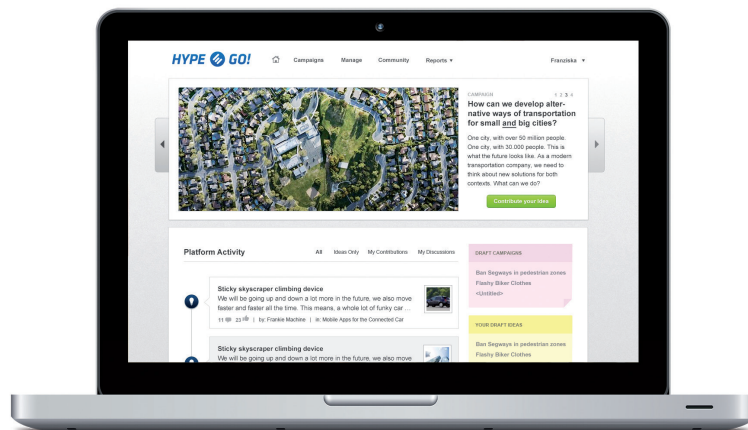 HYPE GO! Campaigns Manage Community Reports Franziska
CAMPAIGN 1 2 3 4
How can we develop alter-
native ways of transportation
for small and big cities?
One city, with over 50 million people.
One city, with 30.000 people. This is
what the future looks like. As a modern
transportation company, we need to
think about new solutions for both
contexts. What can we do?
Contribute your Idea
Platform Activity All Ideas Only My Contributions My Discussions
Sticky skyscraper climbing device
We will be going up and down a lot more in the future, we also move
faster and faster all the time. This means, a whole lot of funky car ...
11 23 | by: Frankie Machine | in: Mobile Apps for the Connected Car
Sticky skyscraper climbing device
We will be going up and down a lot more in the future, we also move
DRAFT CAMPAIGNS
Ban Segways in pedestrian zones
Flashy Biker Clothes
<Untitled>
YOUR DRAFT IDEAS
Ban Segways in pedestrian zones
Flashy Biker Clothes